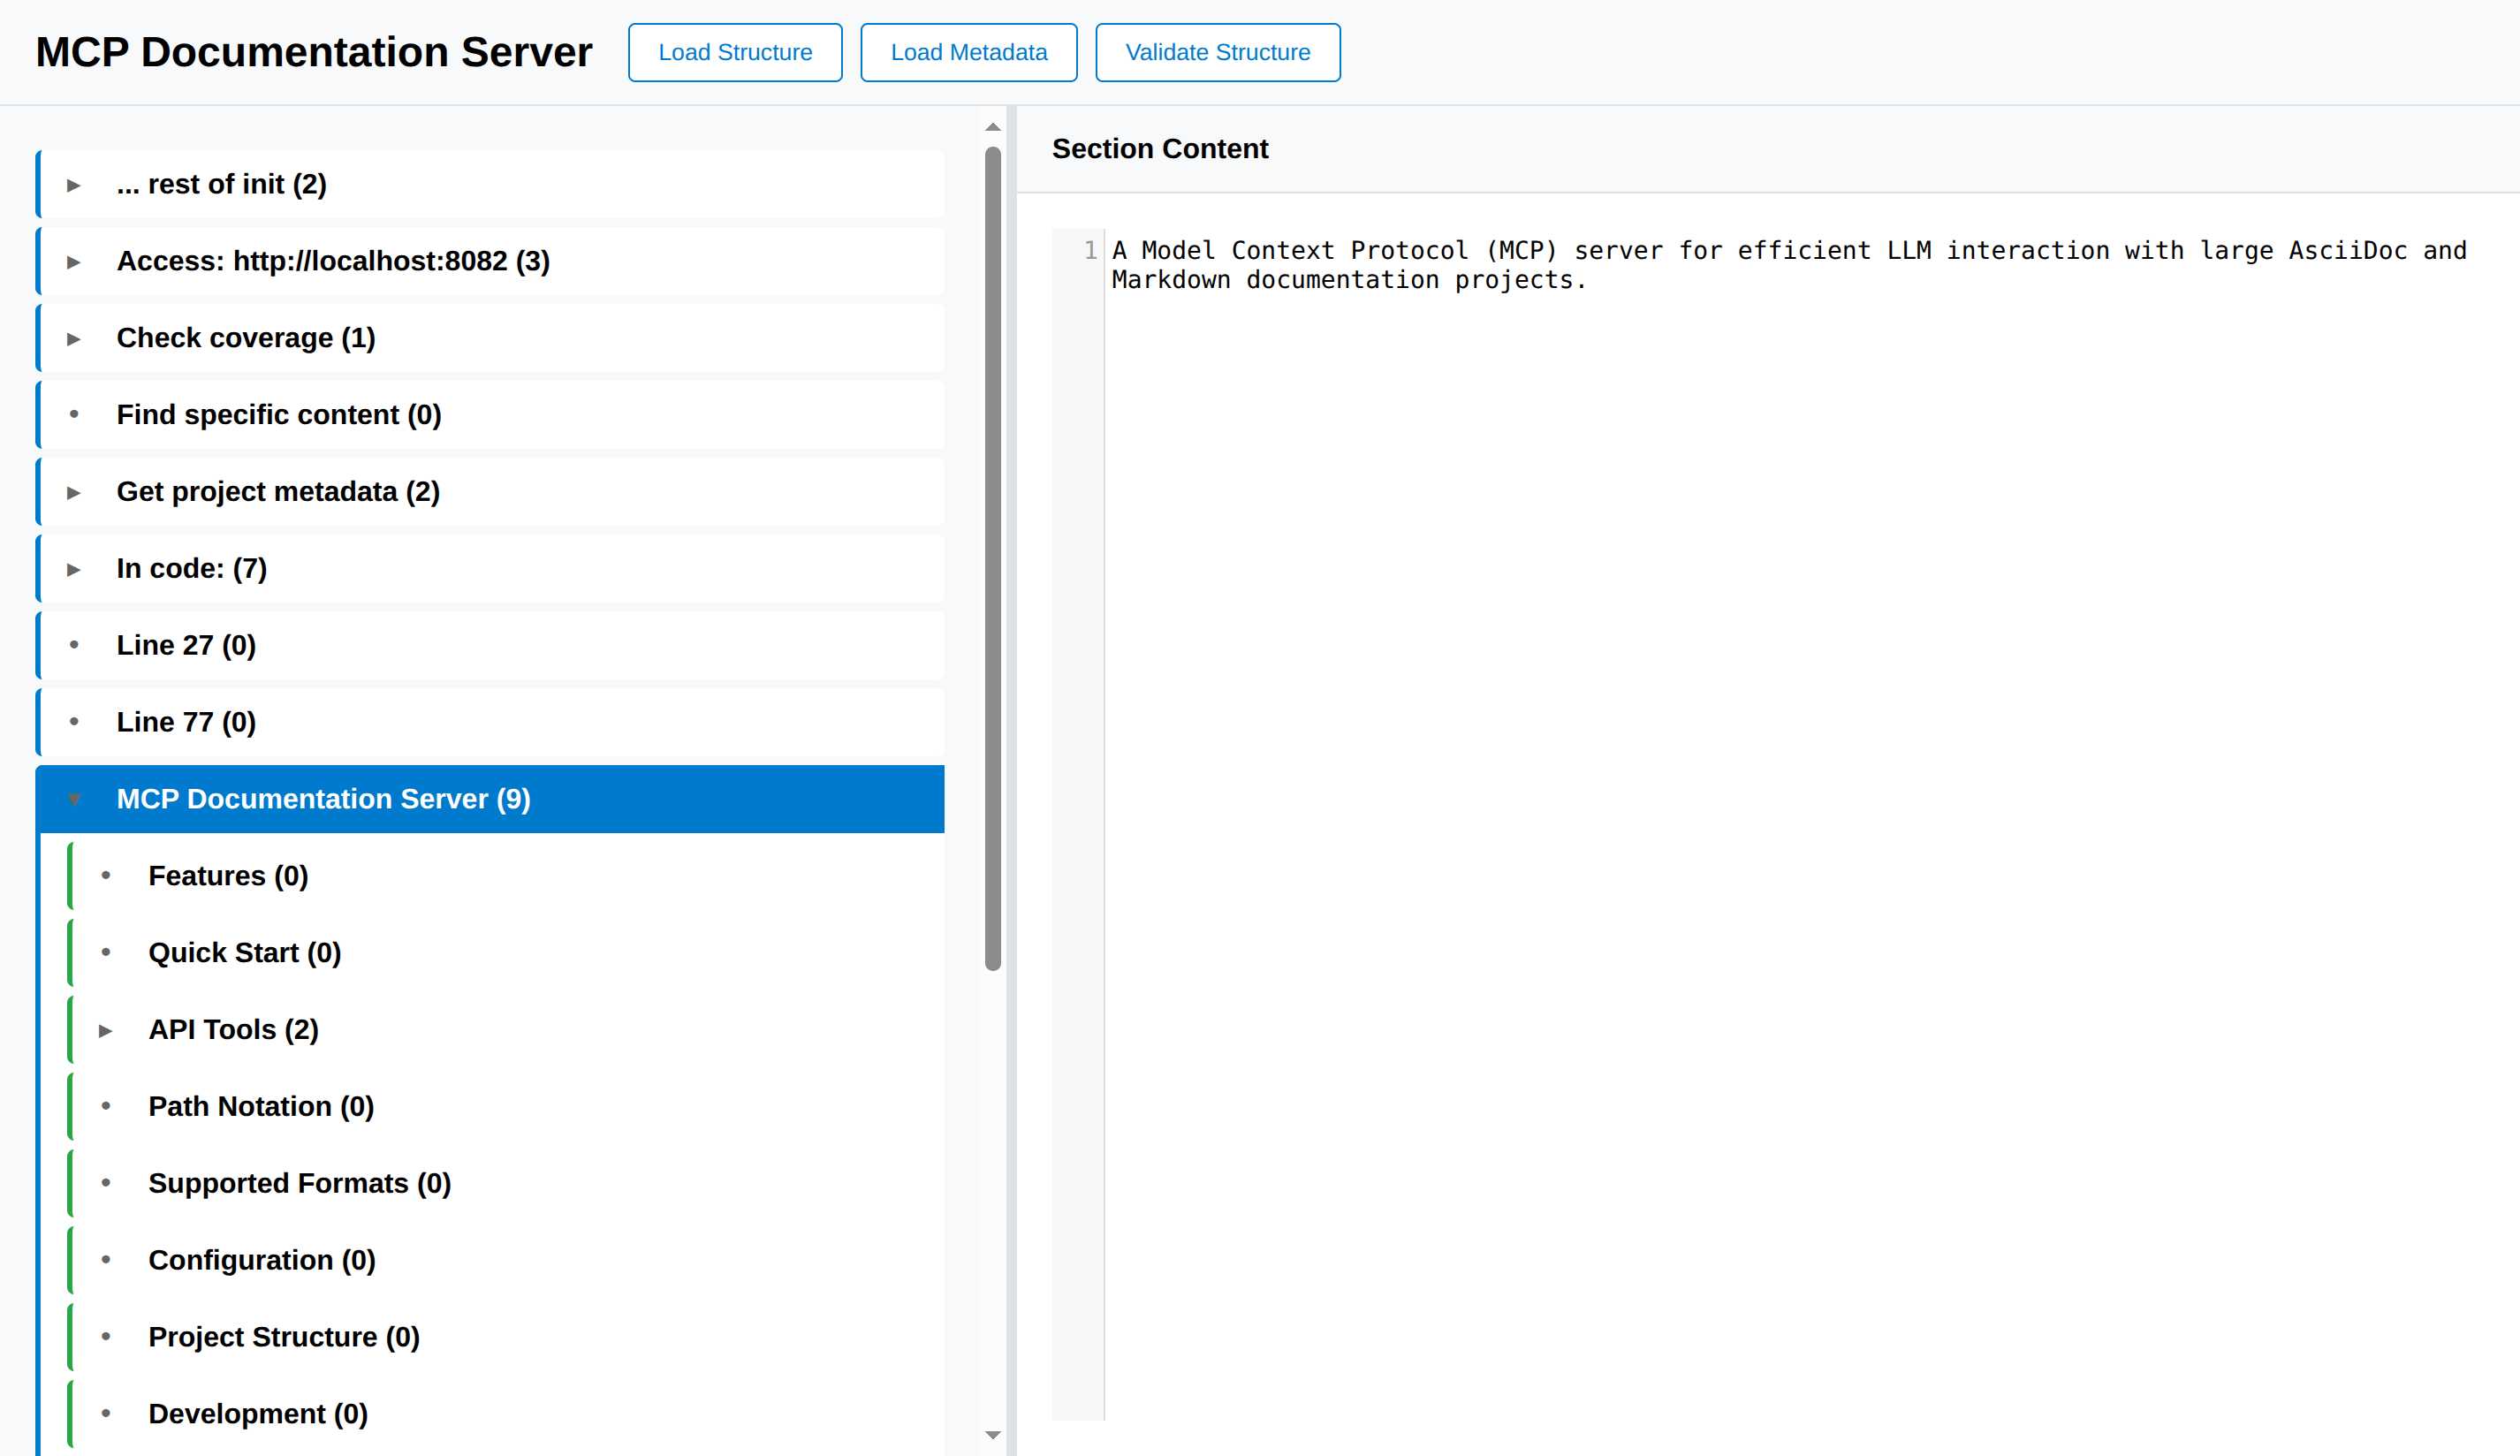 MCP Documentation Server
Load Structure
Load Metadata
Validate Structure
... rest of init (2)
Access: http://localhost:8082 (3)
Check coverage (1)
Find specific content (0)
Get project metadata (2)
In code: (7)
Line 27 (0)
Line 77 (0)
MCP Documentation Server (9)
Features (0)
Quick Start (0)
API Tools (2)
Path Notation (0)
Supported Formats (0)
Configuration (0)
Project Structure (0)
Development (0)
Section Content
1 A Model Context Protocol (MCP) server for efficient LLM interaction with large AsciiDoc and
Markdown documentation projects.